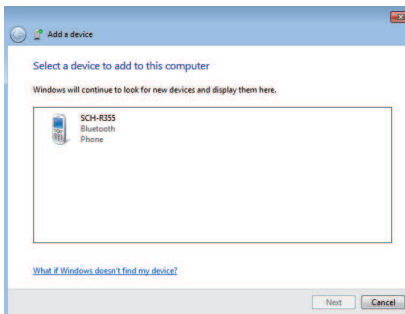 Add a device
Select a device to add to this computer
Windows will continue to look for new devices and display them here.
SCH-R355
Bluetooth
Phone
What if Windows doesn't find my device?
Next Cancel